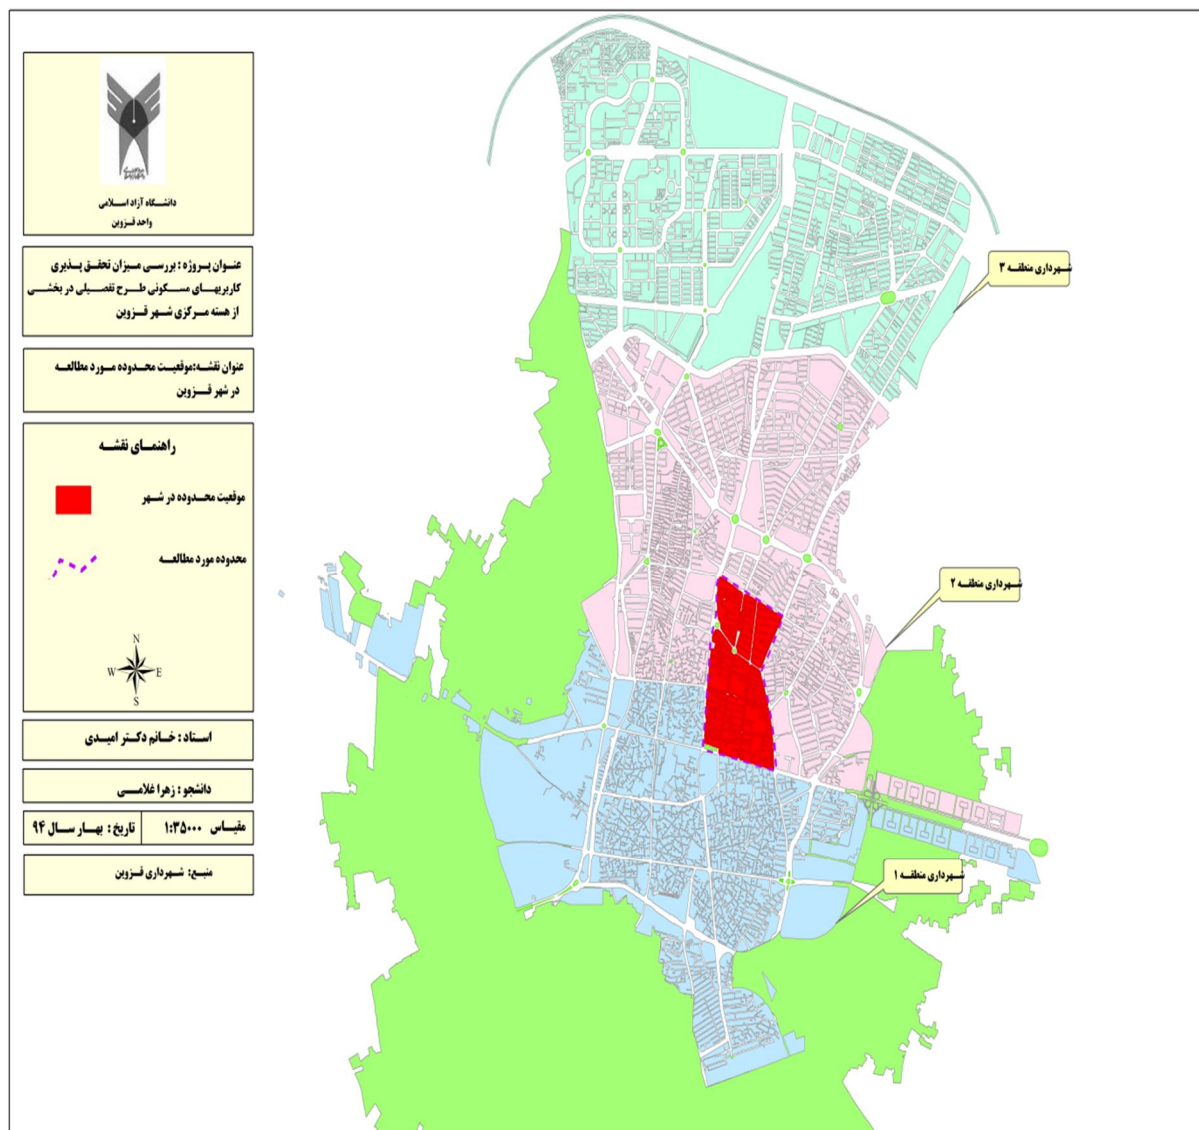 دانشگاه آزاد اسلامی
واحد قزوین
عنوان پروژه : بررسی میزان تحقق پذیری
کاربریهای مسکونی طرح تفصیلی در بخشی
از هسته مرکزی شهر قزوین
عنوان نقشه:موقعیت محدوده مورد مطالعه
در شهر قزوین
راهنمای نقشه
موقعیت محدوده در شهر
محدوده مورد مطالعه
N
W E
S
استاد : خانم دکتر امیدی
دانشجو : زهرا غلامی
مقیاس ۱:۳۵۰۰۰ تاریخ : بهار سال ۹۴
منبع: شهرداری قزوین
شهرداری منطقه ۳
شهرداری منطقه ۲
شهرداری منطقه ۱